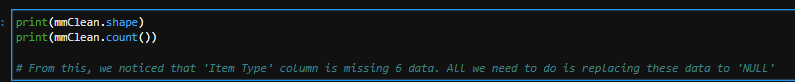 :
print(mmClean.shape)
print(mmClean.count())
# From this, we noticed that 'Item Type' column is missing 6 data. All we need to do is replacing these data to 'NULL'